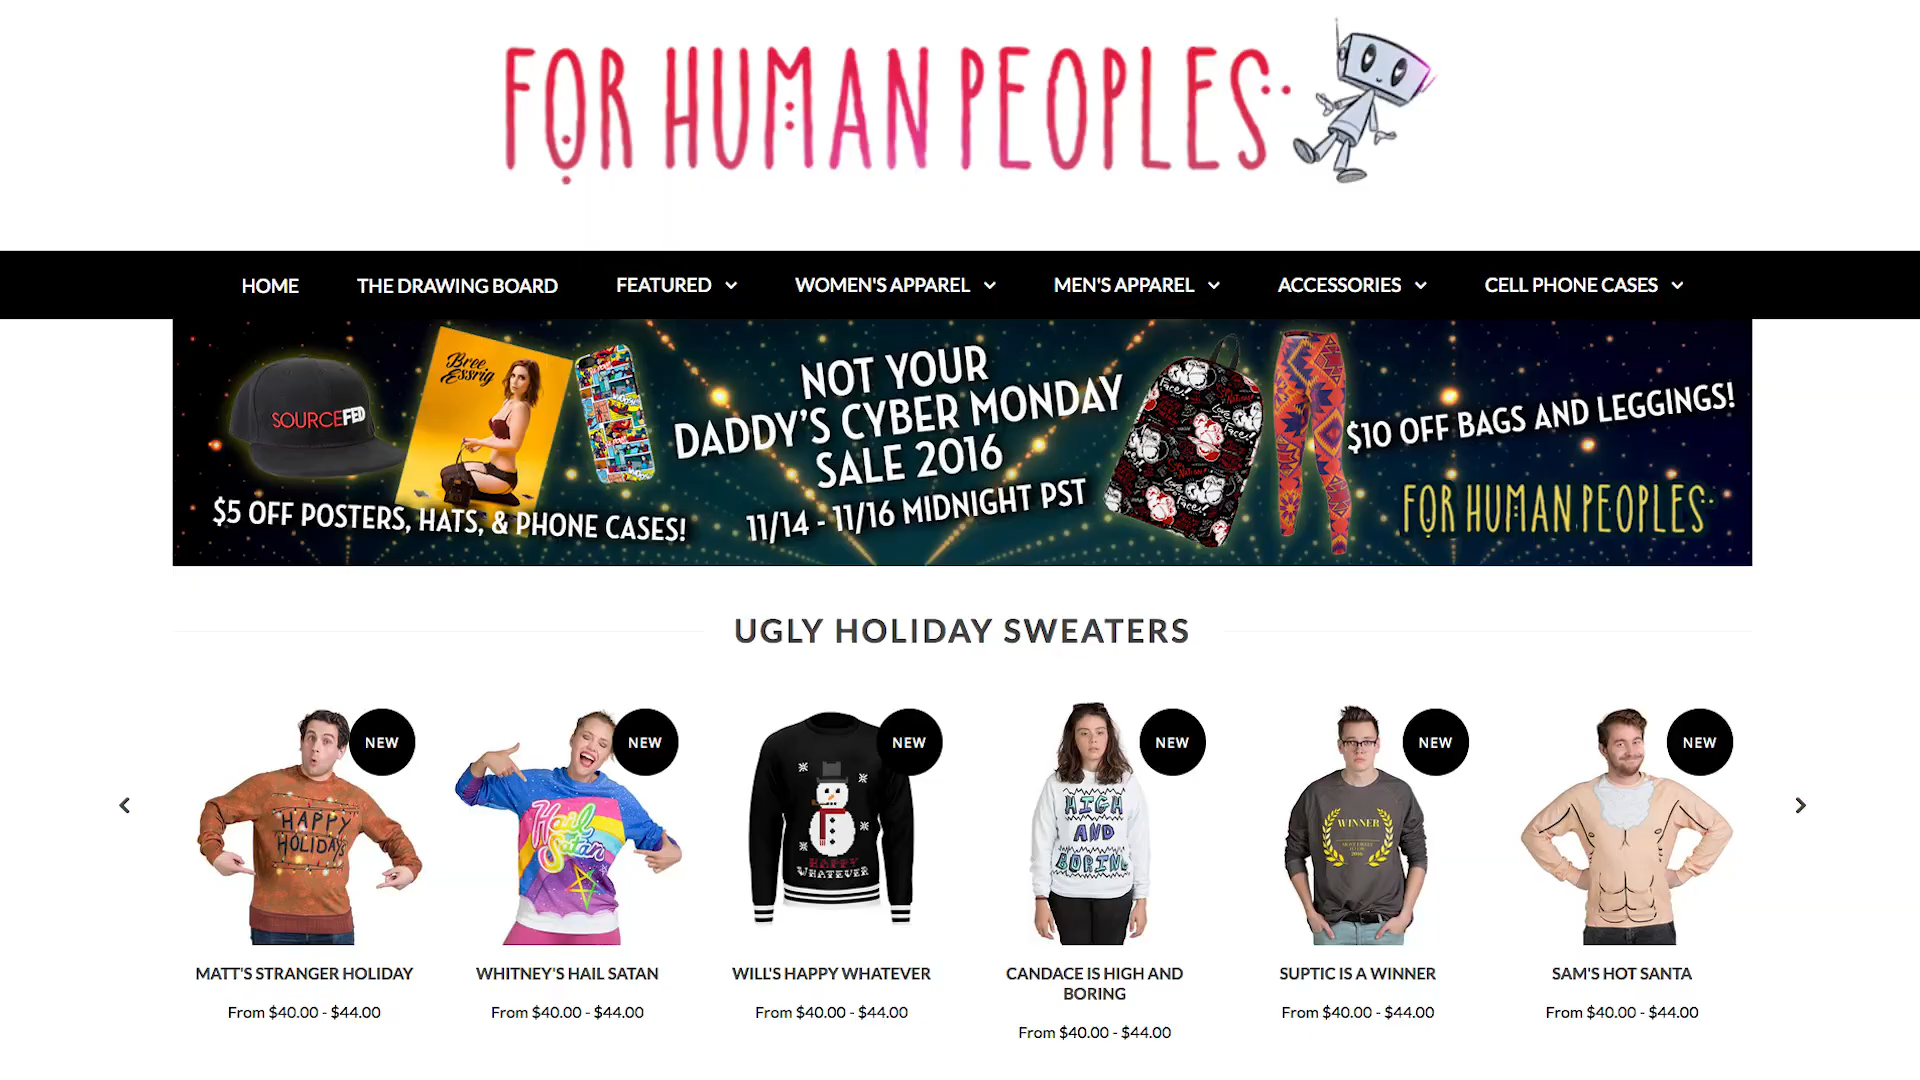 FOR HUMAN PEOPLES
HOME
THE DRAWING BOARD
FEATURED
WOMEN'S APPAREL
MEN'S APPAREL
ACCESSORIES
CELL PHONE CASES
SOURCEFED
Bree
Essrig
$5 OFF POSTERS, HATS, & PHONE CASES!
NOT YOUR
DADDY'S CYBER MONDAY
SALE 2016
11/14 - 11/16 MIDNIGHT PST
$10 OFF BAGS AND LEGGINGS!
FOR HUMAN PEOPLES
UGLY HOLIDAY SWEATERS
NEW
NEW
NEW
NEW
NEW
NEW
HAPPY
HOLIDAYS
Hail
Satan
HAPPY
WHATEVER
HIGH
AND
BORING
WINNER
2016
MATT'S STRANGER HOLIDAY
From $40.00 - $44.00
WHITNEY'S HAIL SATAN
From $40.00 - $44.00
WILL'S HAPPY WHATEVER
From $40.00 - $44.00
CANDACE IS HIGH AND
BORING
From $40.00 - $44.00
SUPTIC IS A WINNER
From $40.00 - $44.00
SAM'S HOT SANTA
From $40.00 - $44.00